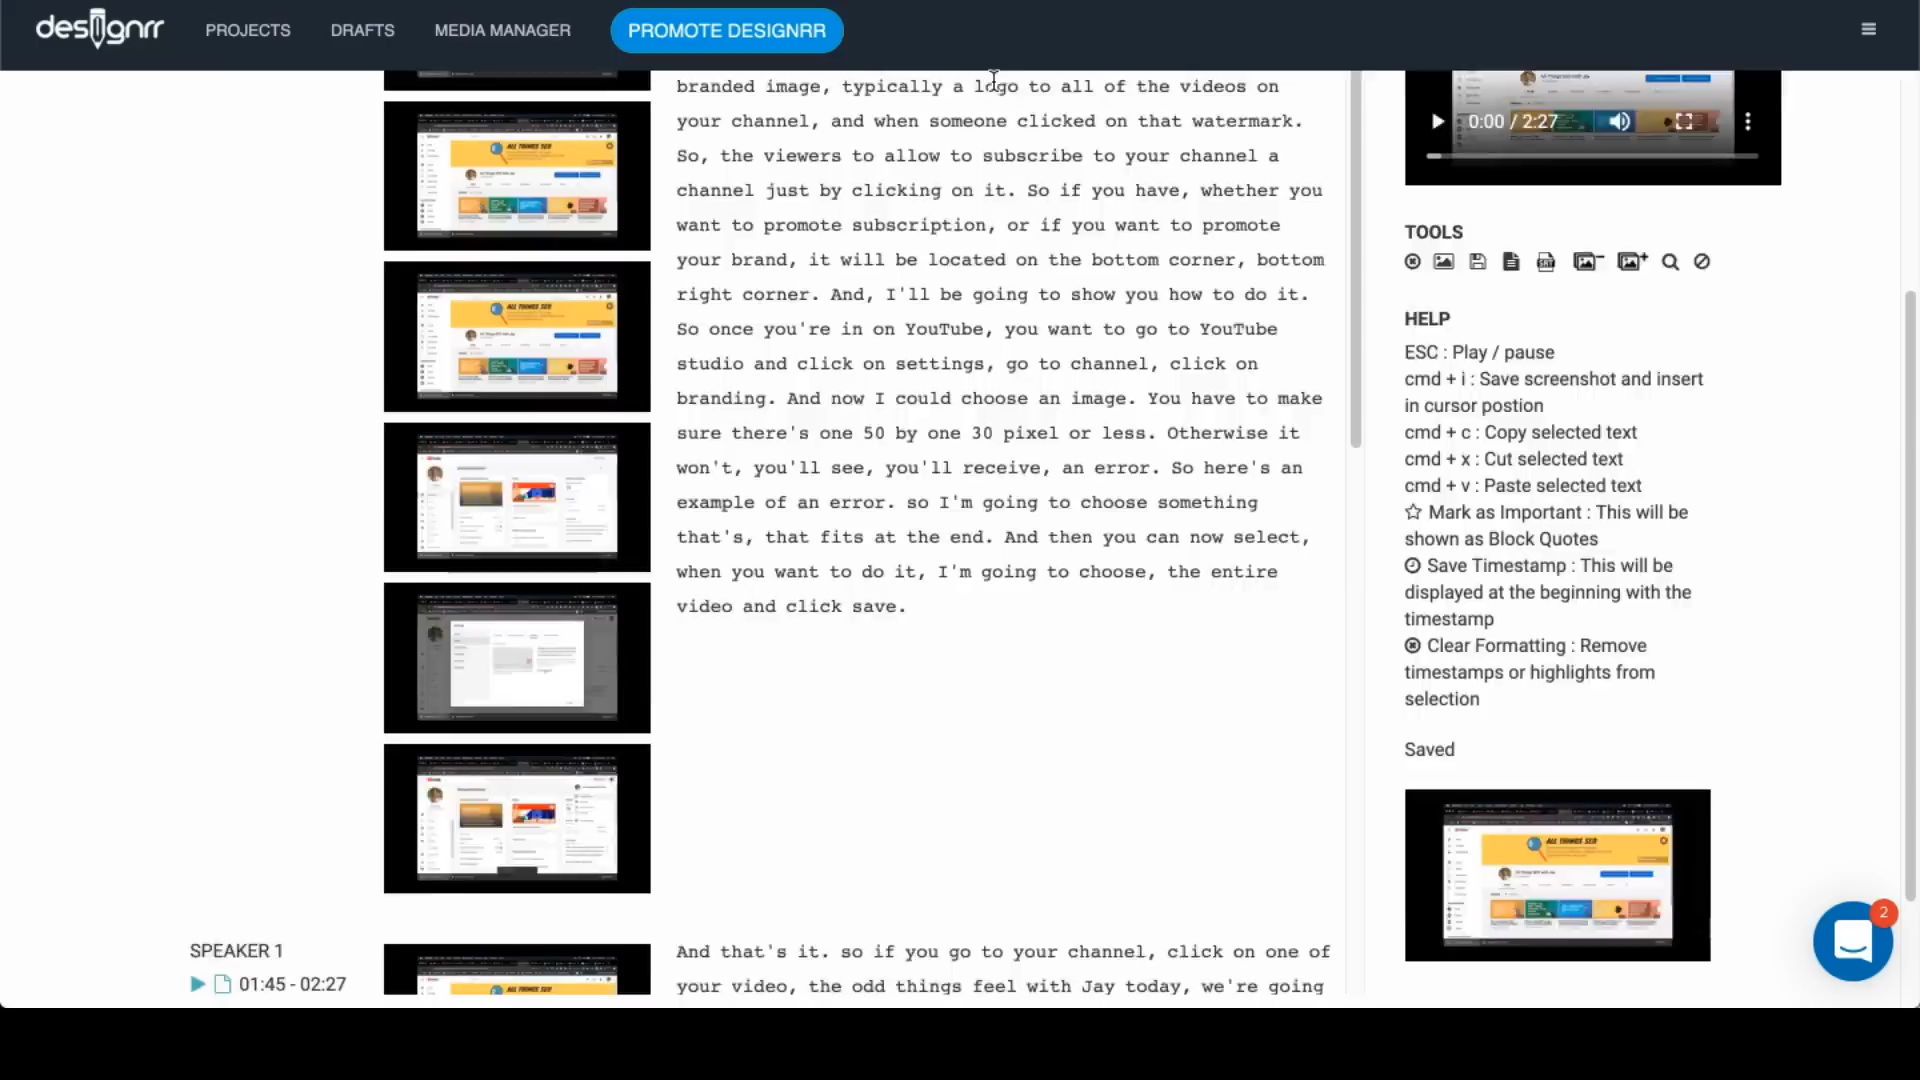 designrr
PROJECTS
DRAFTS
MEDIA MANAGER
PROMOTE DESIGNRR
branded image, typically a logo to all of the videos on
your channel, and when someone clicked on that watermark.
So, the viewers to allow to subscribe to your channel a
channel just by clicking on it. So if you have, whether you
want to promote subscription, or if you want to promote
your brand, it will be located on the bottom corner, bottom
right corner. And, I'll be going to show you how to do it.
So once you're in on YouTube, you want to go to YouTube
studio and click on settings, go to channel, click on
branding. And now I could choose an image. You have to make
sure there's one 50 by one 30 pixel or less. Otherwise it
won't, you'll see, you'll receive, an error. So here's an
example of an error. so I'm going to choose something
that's, that fits at the end. And then you can now select,
when you want to do it, I'm going to choose, the entire
video and click save.
SPEAKER 1
01:45 - 02:27
And that's it. so if you go to your channel, click on one of
your video, the odd things feel with Jay today, we're going
0:00 / 2:27
TOOLS
SRT
HELP
ESC : Play / pause
cmd + i : Save screenshot and insert
in cursor postion
cmd + c : Copy selected text
cmd + x : Cut selected text
cmd + v : Paste selected text
Mark as Important : This will be
shown as Block Quotes
Save Timestamp : This will be
displayed at the beginning with the
timestamp
Clear Formatting : Remove
timestamps or highlights from
selection
Saved
ALL THINGS SEO
ALL THINGS SEO
ALL THINGS SEO
2